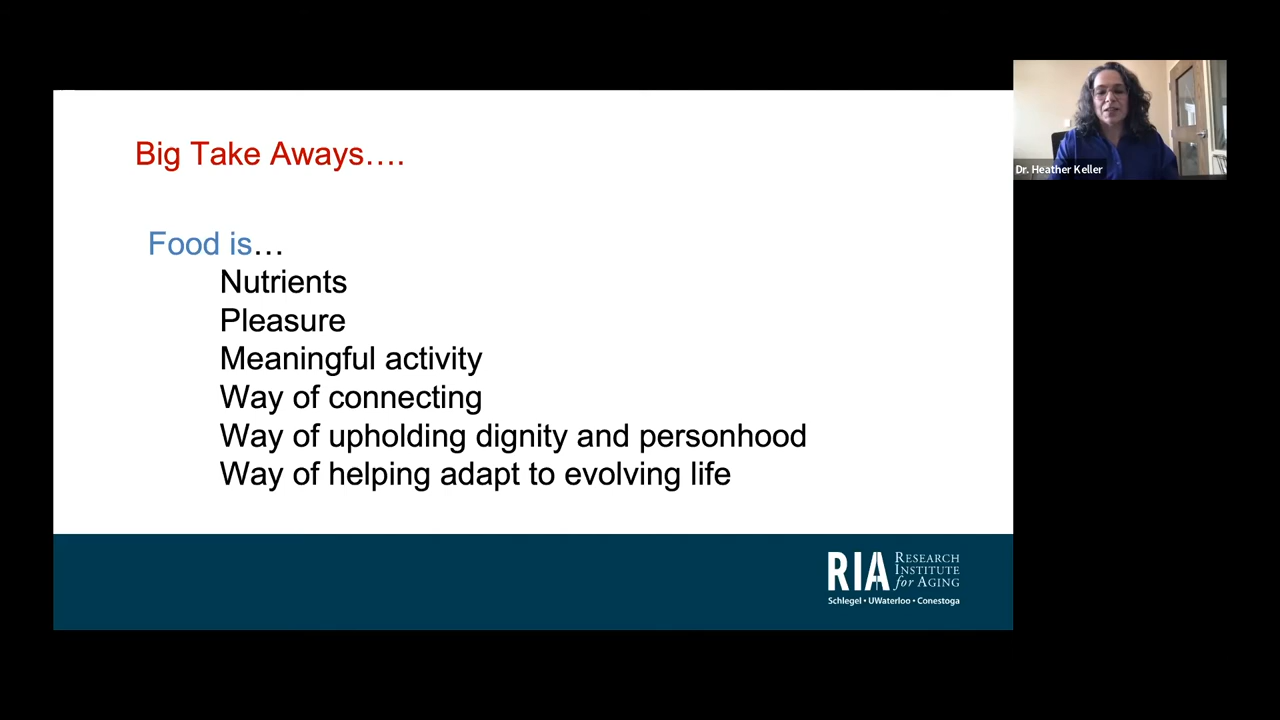 Big Take Aways….
Food is…
Nutrients
Pleasure
Meaningful activity
Way of connecting
Way of upholding dignity and personhood
Way of helping adapt to evolving life
RIA
RESEARCH
INSTITUTE
for AGING
Schlegel • UWaterloo • Conestoga
Dr. Heather Keller